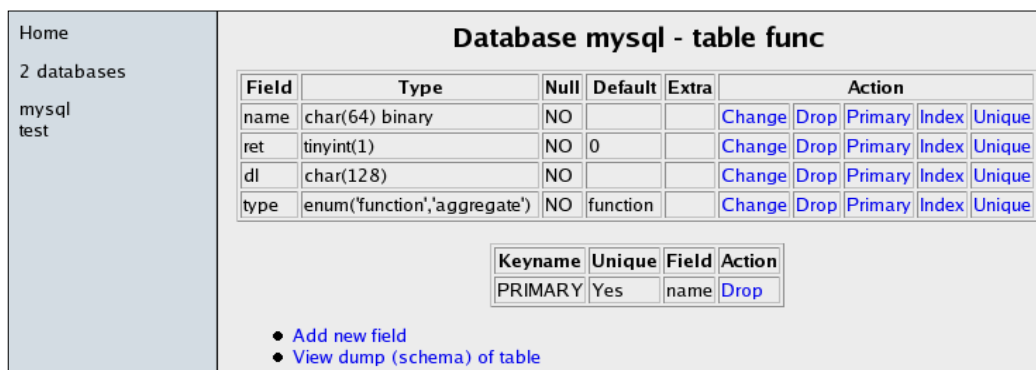 Home
2 databases
mysql
test
Database mysql - table func
Field Type Null Default Extra Action
name char(64) binary NO Change Drop Primary Index Unique
ret tinyint(1) NO 0 Change Drop Primary Index Unique
dl char(128) NO Change Drop Primary Index Unique
type enum('function','aggregate') NO function Change Drop Primary Index Unique
Keyname Unique Field Action
PRIMARY Yes name Drop
● Add new field
● View dump (schema) of table